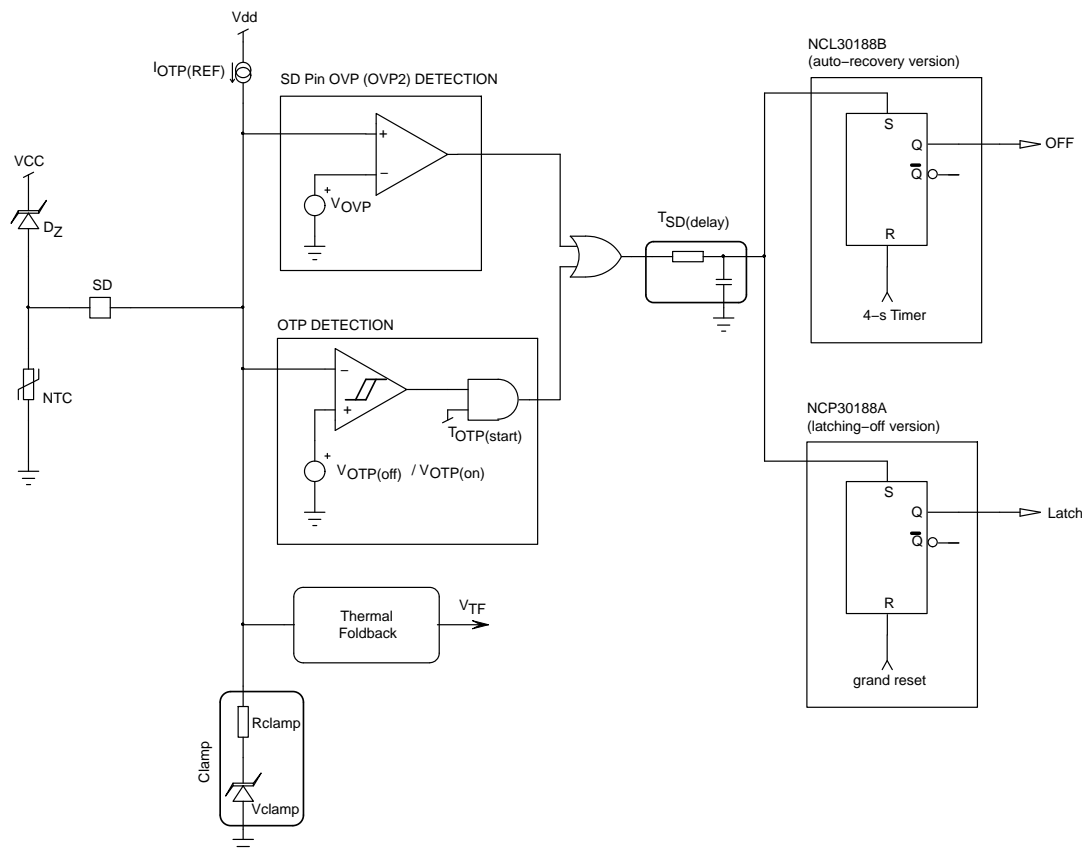 Vdd
IOTP(REF)
SD Pin OVP (OVP2) DETECTION
+
−
+
VOVP
VCC
DZ
SD
NTC
OTP DETECTION
−
+
TOTP(start)
+
VOTP(off) / VOTP(on)
TSD(delay)
NCL30188B
(auto−recovery version)
S
Q
Q
R
OFF
4−s Timer
NCP30188A
(latching−off version)
S
Q
Q
R
Latch
grand reset
Thermal
Foldback
VTF
Clamp
Rclamp
Vclamp